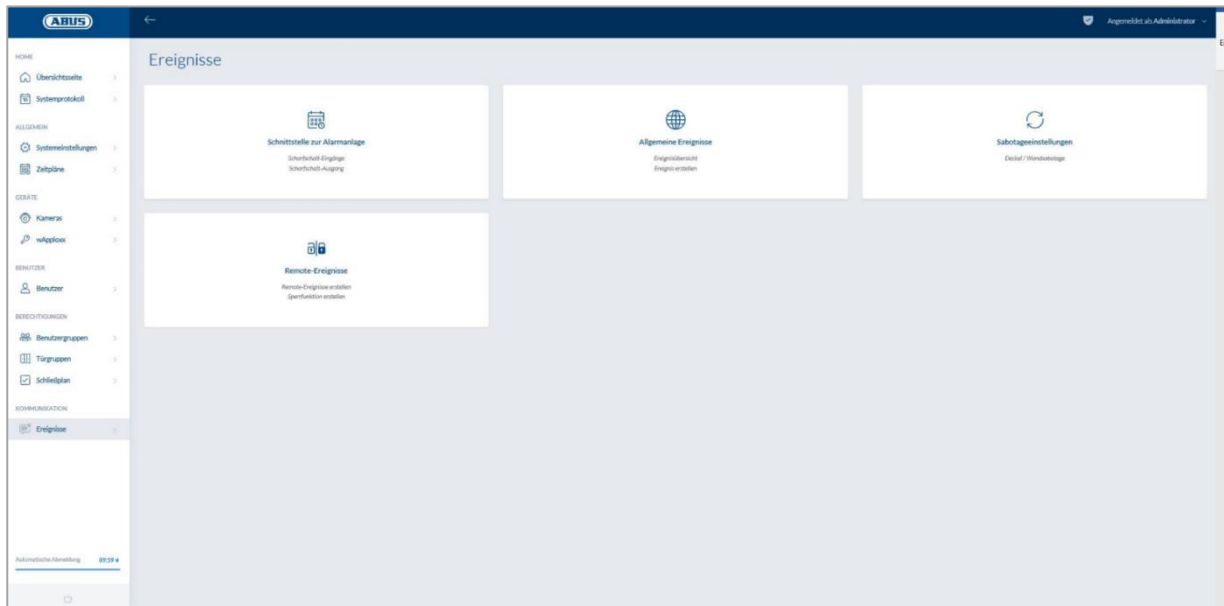 ABUS
Angemeldet als Administrator
HOME
Übersichtsseite
Systemprotokoll
ALLGEMEIN
Systemeinstellungen
Zeitpläne
GERÄTE
Kameras
wAppLoxx
BENUTZER
Benutzer
BERECHTIGUNGEN
Benutzergruppen
Türgruppen
Schließplan
KOMMUNIKATION
Ereignisse
Automatische Abmeldung 09:59
Ereignisse
Schnittstelle zur Alarmanlage
Scharfschalt-Eingänge
Scharfschalt-Ausgang
Allgemeine Ereignisse
Ereignisübersicht
Ereignis erstellen
Sabotageeinstellungen
Deckel / Wandsabotage
Remote-Ereignisse
Remote-Ereignisse erstellen
Sperrfunktion erstellen